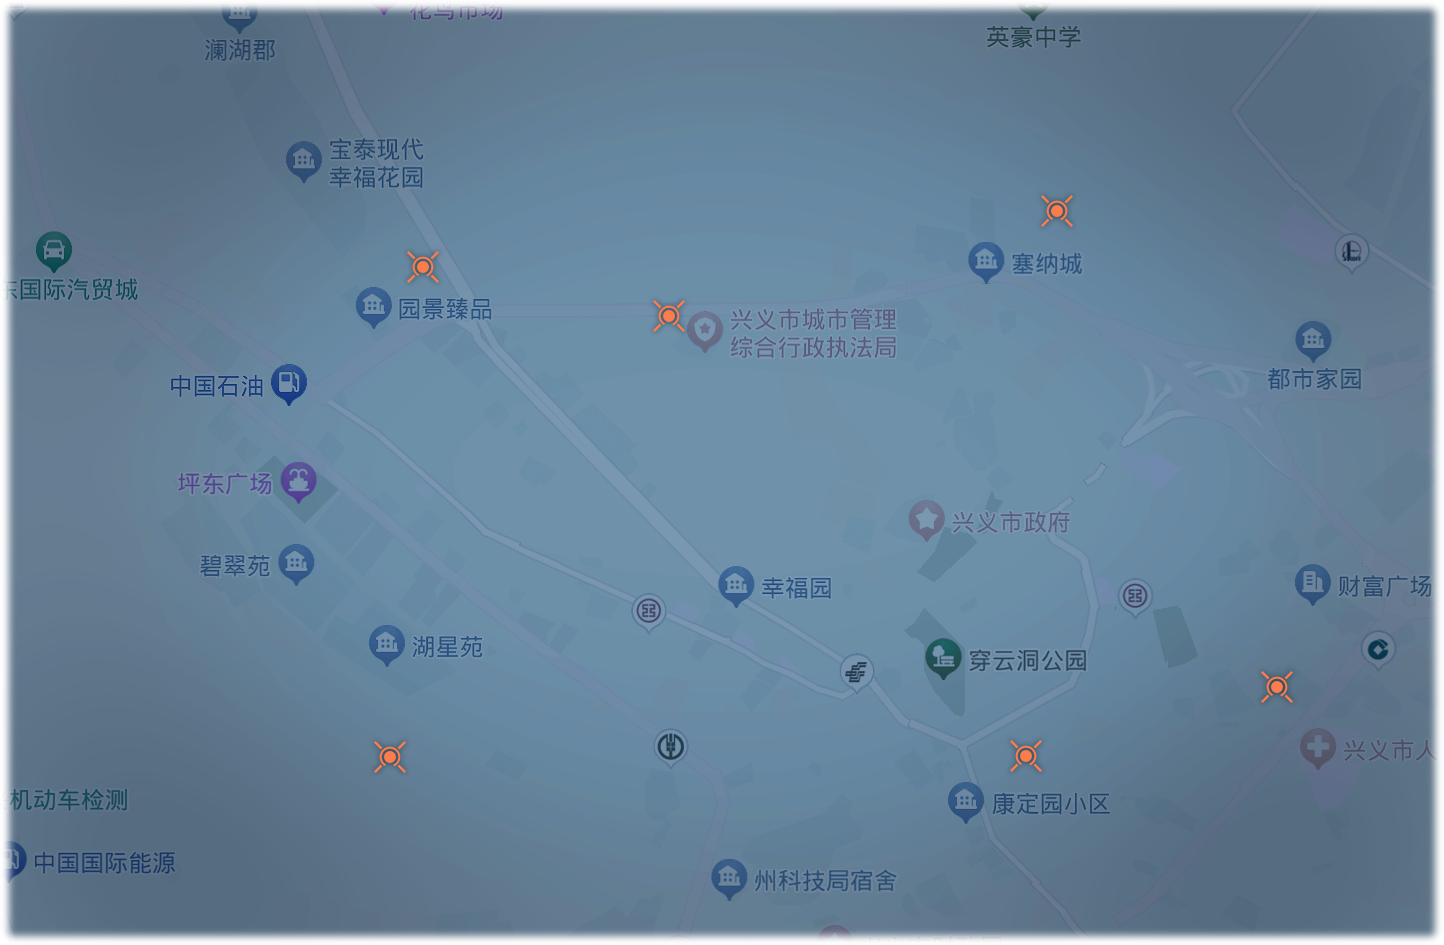 花鸟市场
澜湖郡
英豪中学
宝泰现代
幸福花园
东国际汽贸城
园景臻品
塞纳城
兴义市城市管理
综合行政执法局
都市家园
中国石油
坪东广场
兴义市政府
碧翠苑
幸福园
财富广场
湖星苑
穿云洞公园
兴义市人
机动车检测
康定园小区
中国国际能源
州科技局宿舍